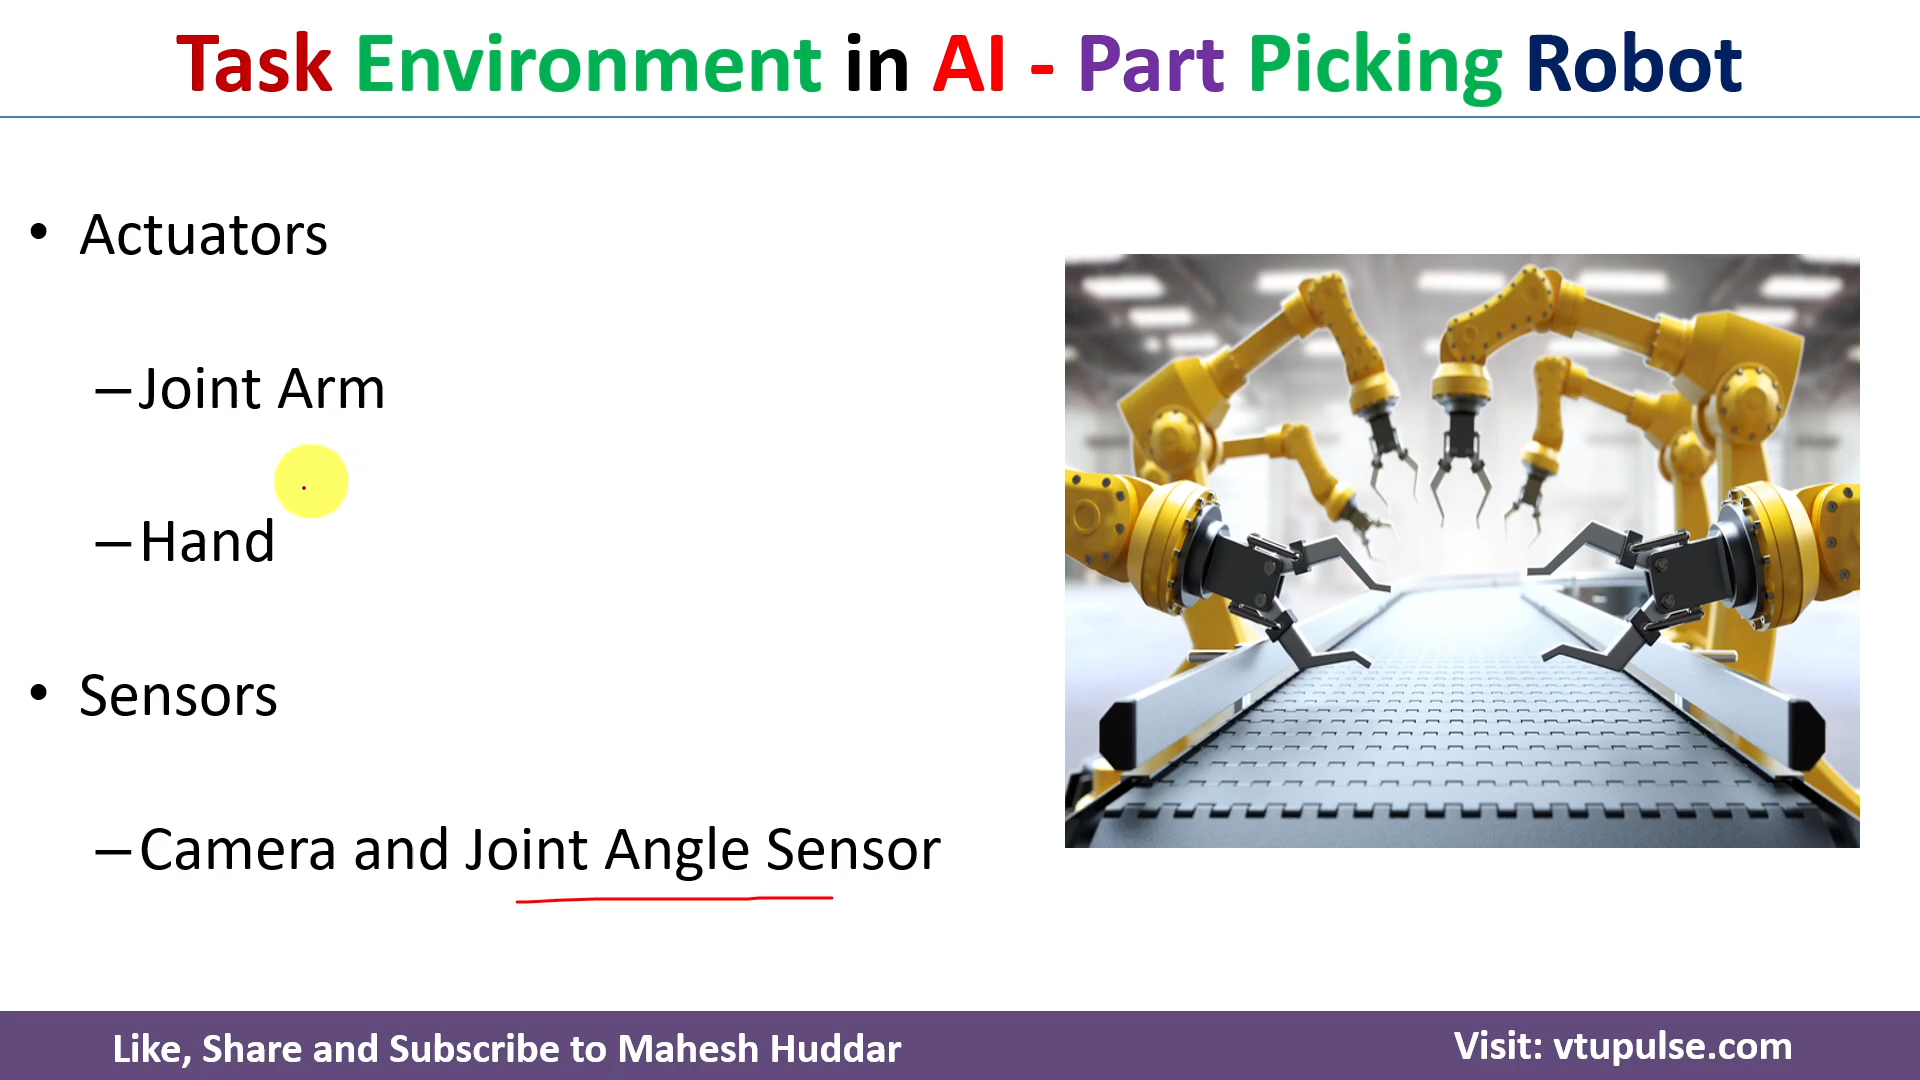 Task Environment in AI - Part Picking Robot
• Actuators
– Joint Arm
– Hand
• Sensors
– Camera and Joint Angle Sensor
Like, Share and Subscribe to Mahesh Huddar
Visit: vtupulse.com